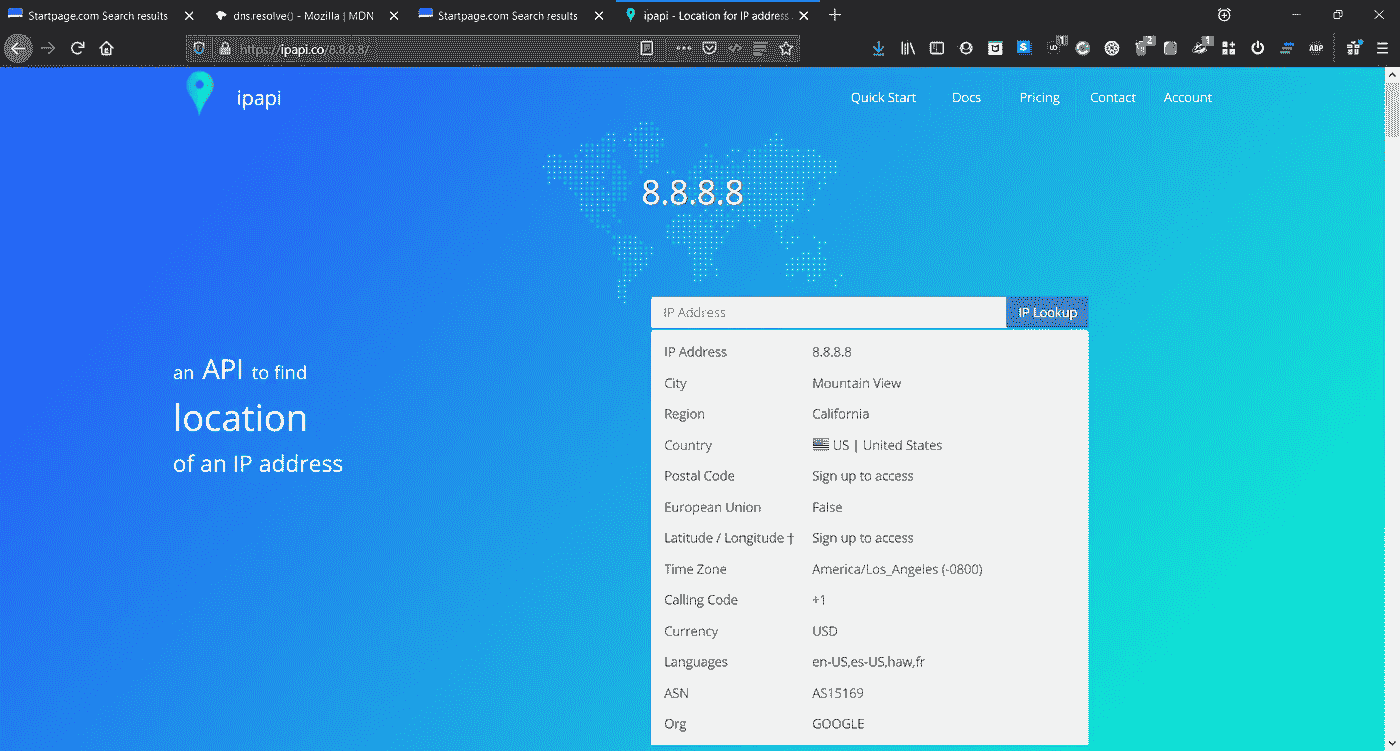 Startpage.com Search results
dns.resolve() - Mozilla | MDN
Startpage.com Search results
ipapi - Location for IP address
https://ipapi.co/8.8.8.8/
1
2
1
ABP
ipapi
Quick Start
Docs
Pricing
Contact
Account
8.8.8.8
IP Address
IP Lookup
an API to find
location
of an IP address
IP Address 8.8.8.8
City Mountain View
Region California
Country US | United States
Postal Code Sign up to access
European Union False
Latitude / Longitude † Sign up to access
Time Zone America/Los_Angeles (-0800)
Calling Code +1
Currency USD
Languages en-US,es-US,haw,fr
ASN AS15169
Org GOOGLE